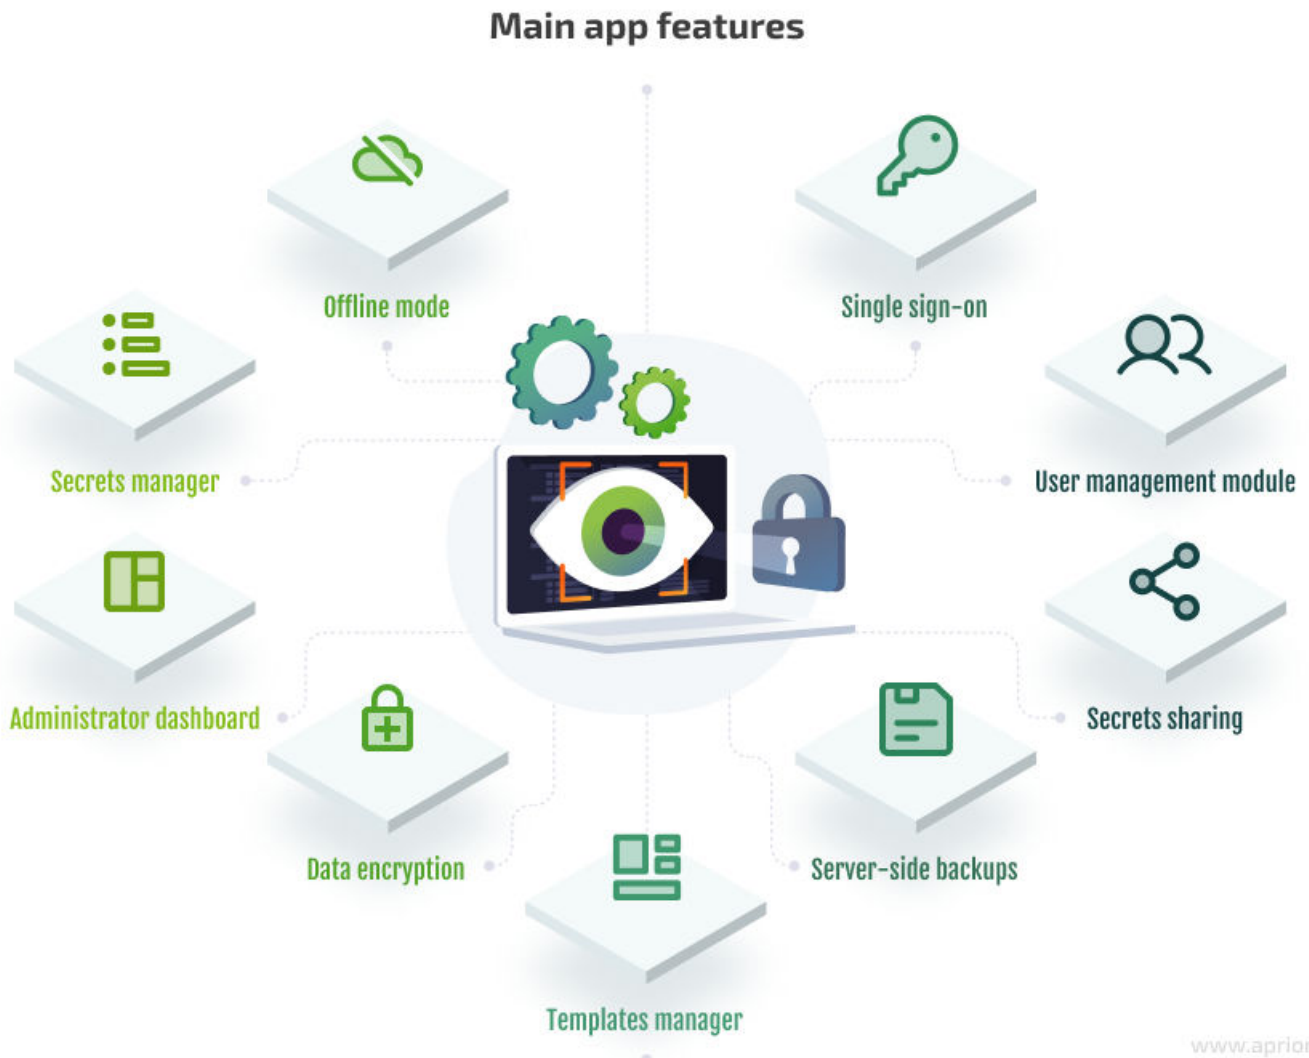 Main app features
Offline mode
Single sign-on
Secrets manager
User management module
Administrator dashboard
Secrets sharing
Data encryption
Server-side backups
Templates manager